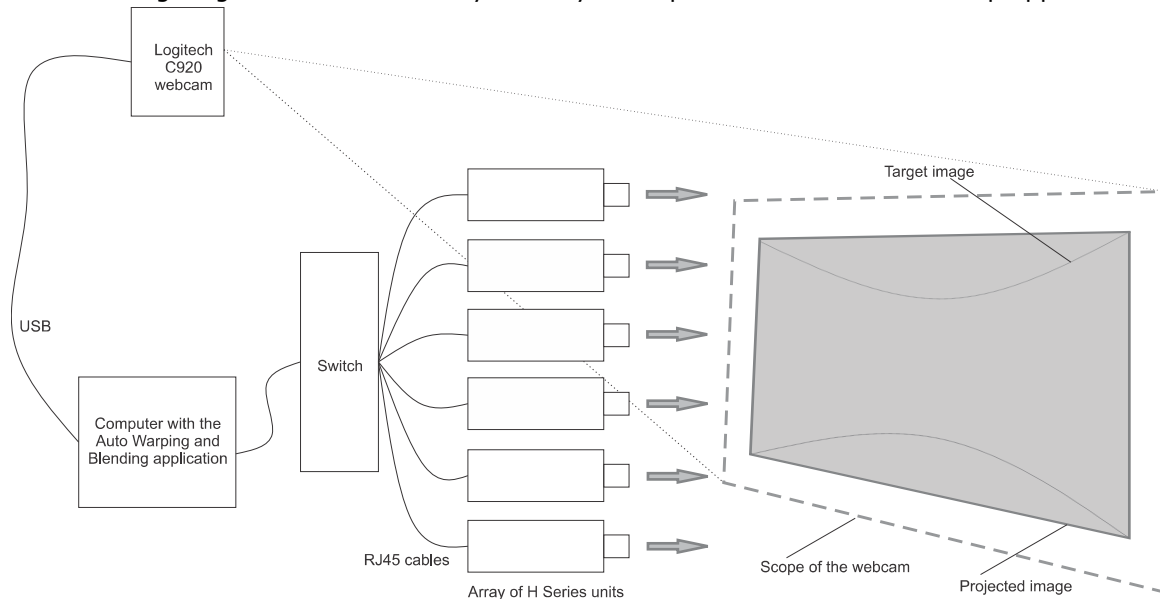 Logitech
C920
webcam
Target image
USB
Switch
Computer with the
Auto Warping and
Blending application
RJ45 cables
Array of H Series units
Scope of the webcam
Projected image